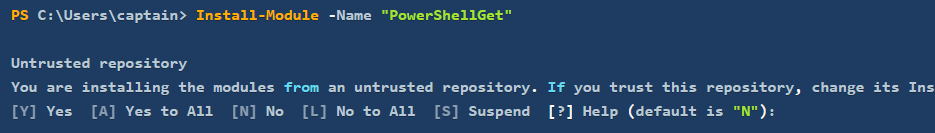 PS C:\Users\captain> Install-Module -Name "PowerShellGet"
Untrusted repository
You are installing the modules from an untrusted repository. If you trust this repository, change its Ins
[Y] Yes [A] Yes to All [N] No [L] No to All [S] Suspend [?] Help (default is "N"):